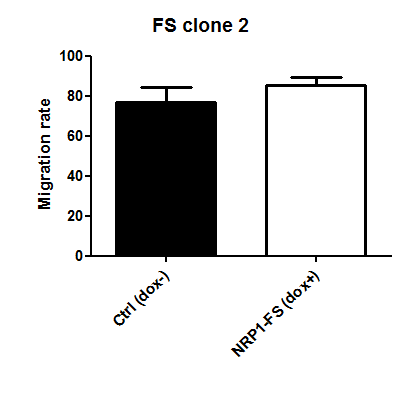 FS clone 2
Migration rate
100
80
60
40
20
0
Ctrl (dox-)
NRP1-FS (dox+)